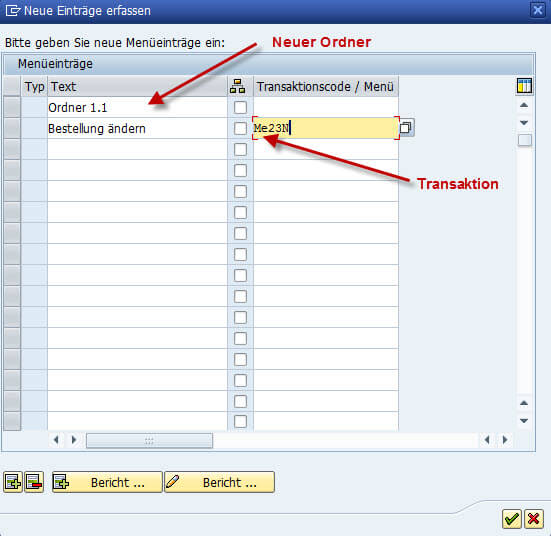 Neue Einträge erfassen
Bitte geben Sie neue Menüeinträge ein:
Neuer Ordner
Menüeinträge
Typ Text Transaktionscode / Menü
Ordner 1.1
Bestellung ändern Me23N
Transaktion
Bericht ... Bericht ...